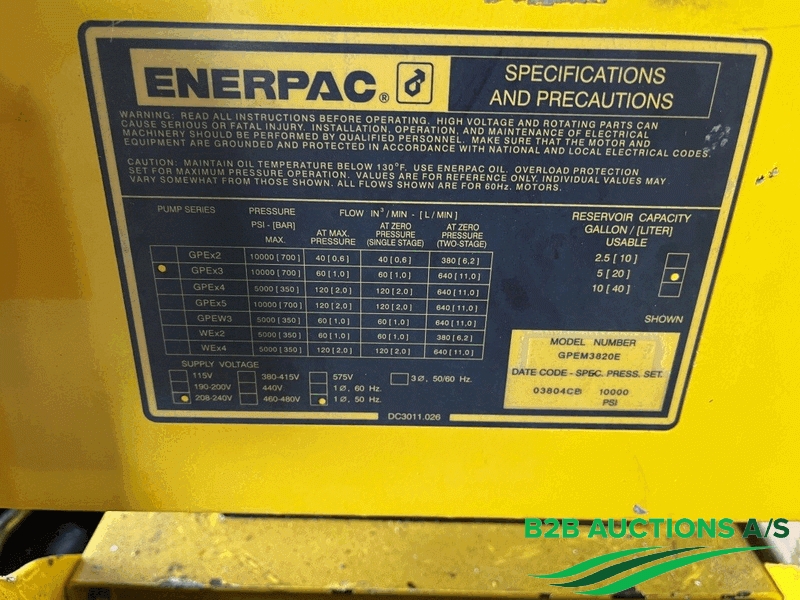 ENERPAC®
SPECIFICATIONS
AND PRECAUTIONS
WARNING: READ ALL INSTRUCTIONS BEFORE OPERATING. HIGH VOLTAGE AND ROTATING PARTS CAN
CAUSE SERIOUS OR FATAL INJURY. INSTALLATION, OPERATION, AND MAINTENANCE OF ELECTRICAL
MACHINERY SHOULD BE PERFORMED BY QUALIFIED PERSONNEL. MAKE SURE THAT THE MOTOR AND
EQUIPMENT ARE GROUNDED AND PROTECTED IN ACCORDANCE WITH NATIONAL AND LOCAL ELECTRICAL CODES.
CAUTION: MAINTAIN OIL TEMPERATURE BELOW 130°F. USE ENERPAC OIL. OVERLOAD PROTECTION
SET FOR MAXIMUM PRESSURE OPERATION. VALUES ARE FOR REFERENCE ONLY. INDIVIDUAL VALUES MAY
VARY SOMEWHAT FROM THOSE SHOWN. ALL FLOWS SHOWN ARE FOR 60Hz. MOTORS.
PUMP SERIES PRESSURE FLOW IN³/MIN - [L/MIN]
PSI - [BAR]
MAX. AT MAX. PRESSURE AT ZERO PRESSURE (SINGLE STAGE) AT ZERO PRESSURE (TWO-STAGE)
GPEx2 10000 [700] 40 [0,6] 40 [0,6] 380 [6,2]
GPEx3 10000 [700] 60 [1,0] 60 [1,0] 640 [11,0]
GPEx4 5000 [350] 120 [2,0] 120 [2,0] 640 [11,0]
GPEx5 10000 [700] 120 [2,0] 120 [2,0] 640 [11,0]
GPEW3 5000 [350] 60 [1,0] 60 [1,0] 640 [11,0]
WEx2 5000 [350] 60 [1,0] 60 [1,0] 380 [6,2]
WEx4 5000 [350] 120 [2,0] 120 [2,0] 640 [11,0]
RESERVOIR CAPACITY
GALLON / [LITER]
USABLE
2.5 [10]
5 [20]
10 [40]
SHOWN
SUPPLY VOLTAGE
115V 380-415V 575V 3Ø, 50/60 Hz.
190-200V 440V 1Ø, 60 Hz.
208-240V 460-480V 1Ø, 50 Hz.
MODEL NUMBER
GPEM3820E
DATE CODE - SPEC. PRESS. SET.
03804CB 10000
PSI
DC3011.026
B2B AUCTIONS A/S